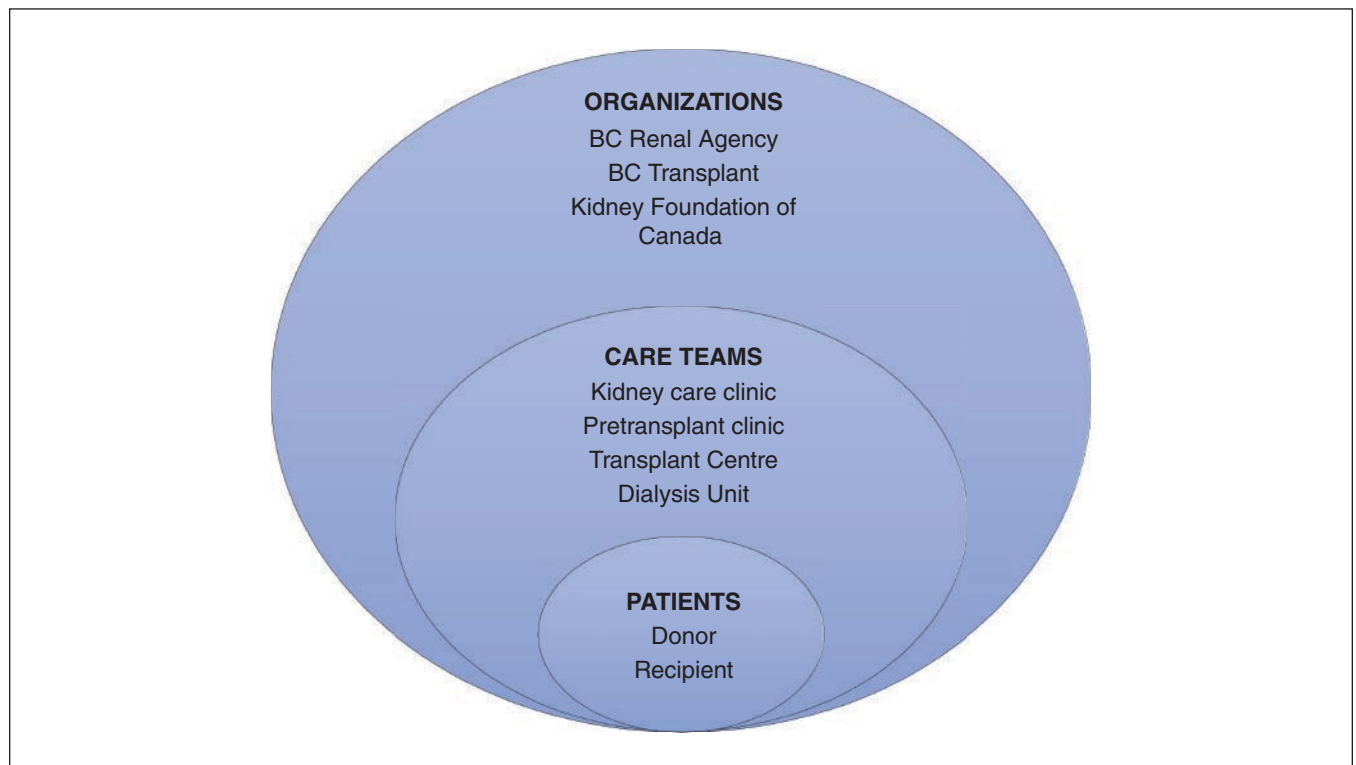 ORGANIZATIONS
BC Renal Agency
BC Transplant
Kidney Foundation of
Canada
CARE TEAMS
Kidney care clinic
Pretransplant clinic
Transplant Centre
Dialysis Unit
PATIENTS
Donor
Recipient